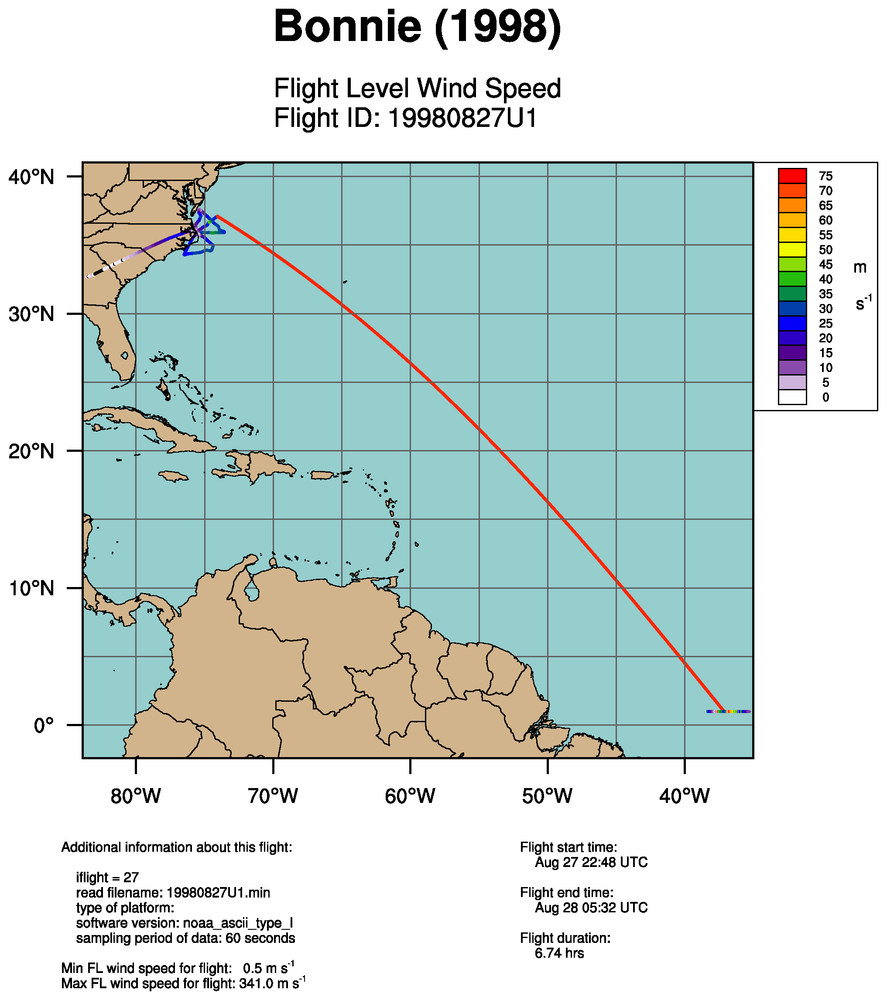 Bonnie (1998)
Flight Level Wind Speed
Flight ID: 19980827U1
40°N
30°N
20°N
10°N
0°
80°W
70°W
60°W
50°W
40°W
75
70
65
60
55
50
45
40
35
30
25
20
15
10
5
0
m
s-1
Additional information about this flight:
iflight = 27
read filename: 19980827U1.min
type of platform:
software version: noaa_ascii_type_I
sampling period of data: 60 seconds
Min FL wind speed for flight: 0.5 m s-1
Max FL wind speed for flight: 341.0 m s-1
Flight start time:
Aug 27 22:48 UTC
Flight end time:
Aug 28 05:32 UTC
Flight duration:
6.74 hrs